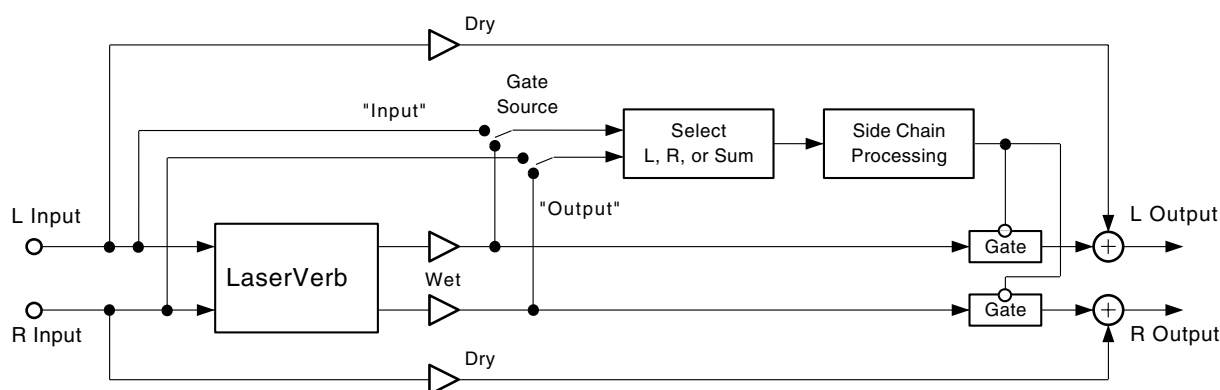 Dry
Gate
Source
"Input"
Select
L, R, or Sum
Side Chain
Processing
"Output"
L Input
L Output
LaserVerb
Gate
+
Wet
Gate
+
R Input
R Output
Dry